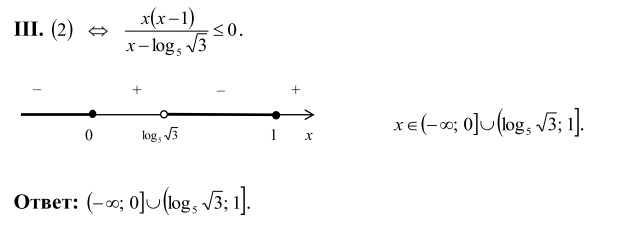 III. (2) ⇔ x(x−1)/(x−log₅√3) ≤ 0.
− + − +
0 log₅√3 1 x
x∈(−∞; 0]∪(log₅√3; 1].
Ответ: (−∞; 0]∪(log₅√3; 1].